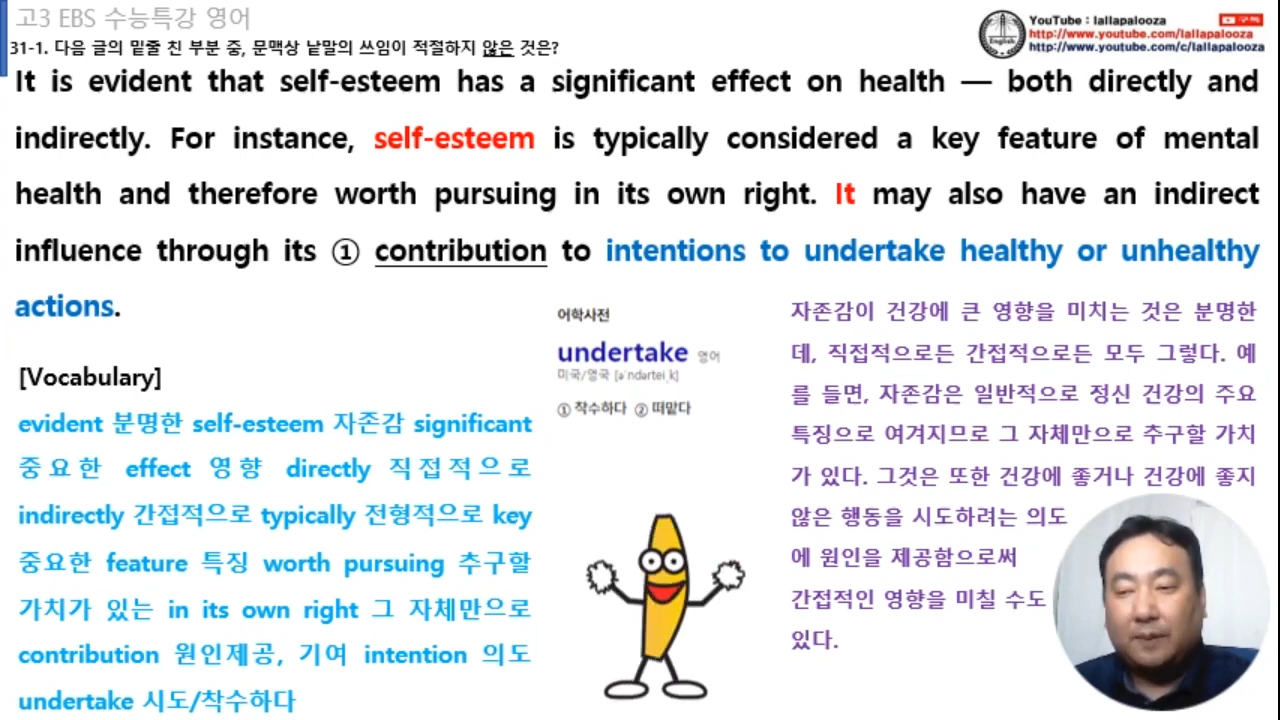 고3 EBS 수능특강 영어
31-1. 다음 글의 밑줄 친 부분 중, 문맥상 낱말의 쓰임이 적절하지 않은 것은?
YouTube : lallapalooza
구독
http://www.youtube.com/lallapalooza
http://www.youtube.com/c/lallapalooza
English
It is evident that self-esteem has a significant effect on health — both directly and
indirectly. For instance, self-esteem is typically considered a key feature of mental
health and therefore worth pursuing in its own right. It may also have an indirect
influence through its ① contribution to intentions to undertake healthy or unhealthy
actions.
[Vocabulary]
evident 분명한 self-esteem 자존감 significant
중요한 effect 영향 directly 직접적으로
indirectly 간접적으로 typically 전형적으로 key
중요한 feature 특징 worth pursuing 추구할
가치가 있는 in its own right 그 자체만으로
contribution 원인제공, 기여 intention 의도
undertake 시도/착수하다
어학사전
undertake 영어
미국/영국 [əˈndərteiˌk]
① 착수하다 ② 떠맡다
자존감이 건강에 큰 영향을 미치는 것은 분명한
데, 직접적으로든 간접적으로든 모두 그렇다. 예
를 들면, 자존감은 일반적으로 정신 건강의 주요
특징으로 여겨지므로 그 자체만으로 추구할 가치
가 있다. 그것은 또한 건강에 좋거나 건강에 좋지
않은 행동을 시도하려는 의도
에 원인을 제공함으로써
간접적인 영향을 미칠 수도
있다.